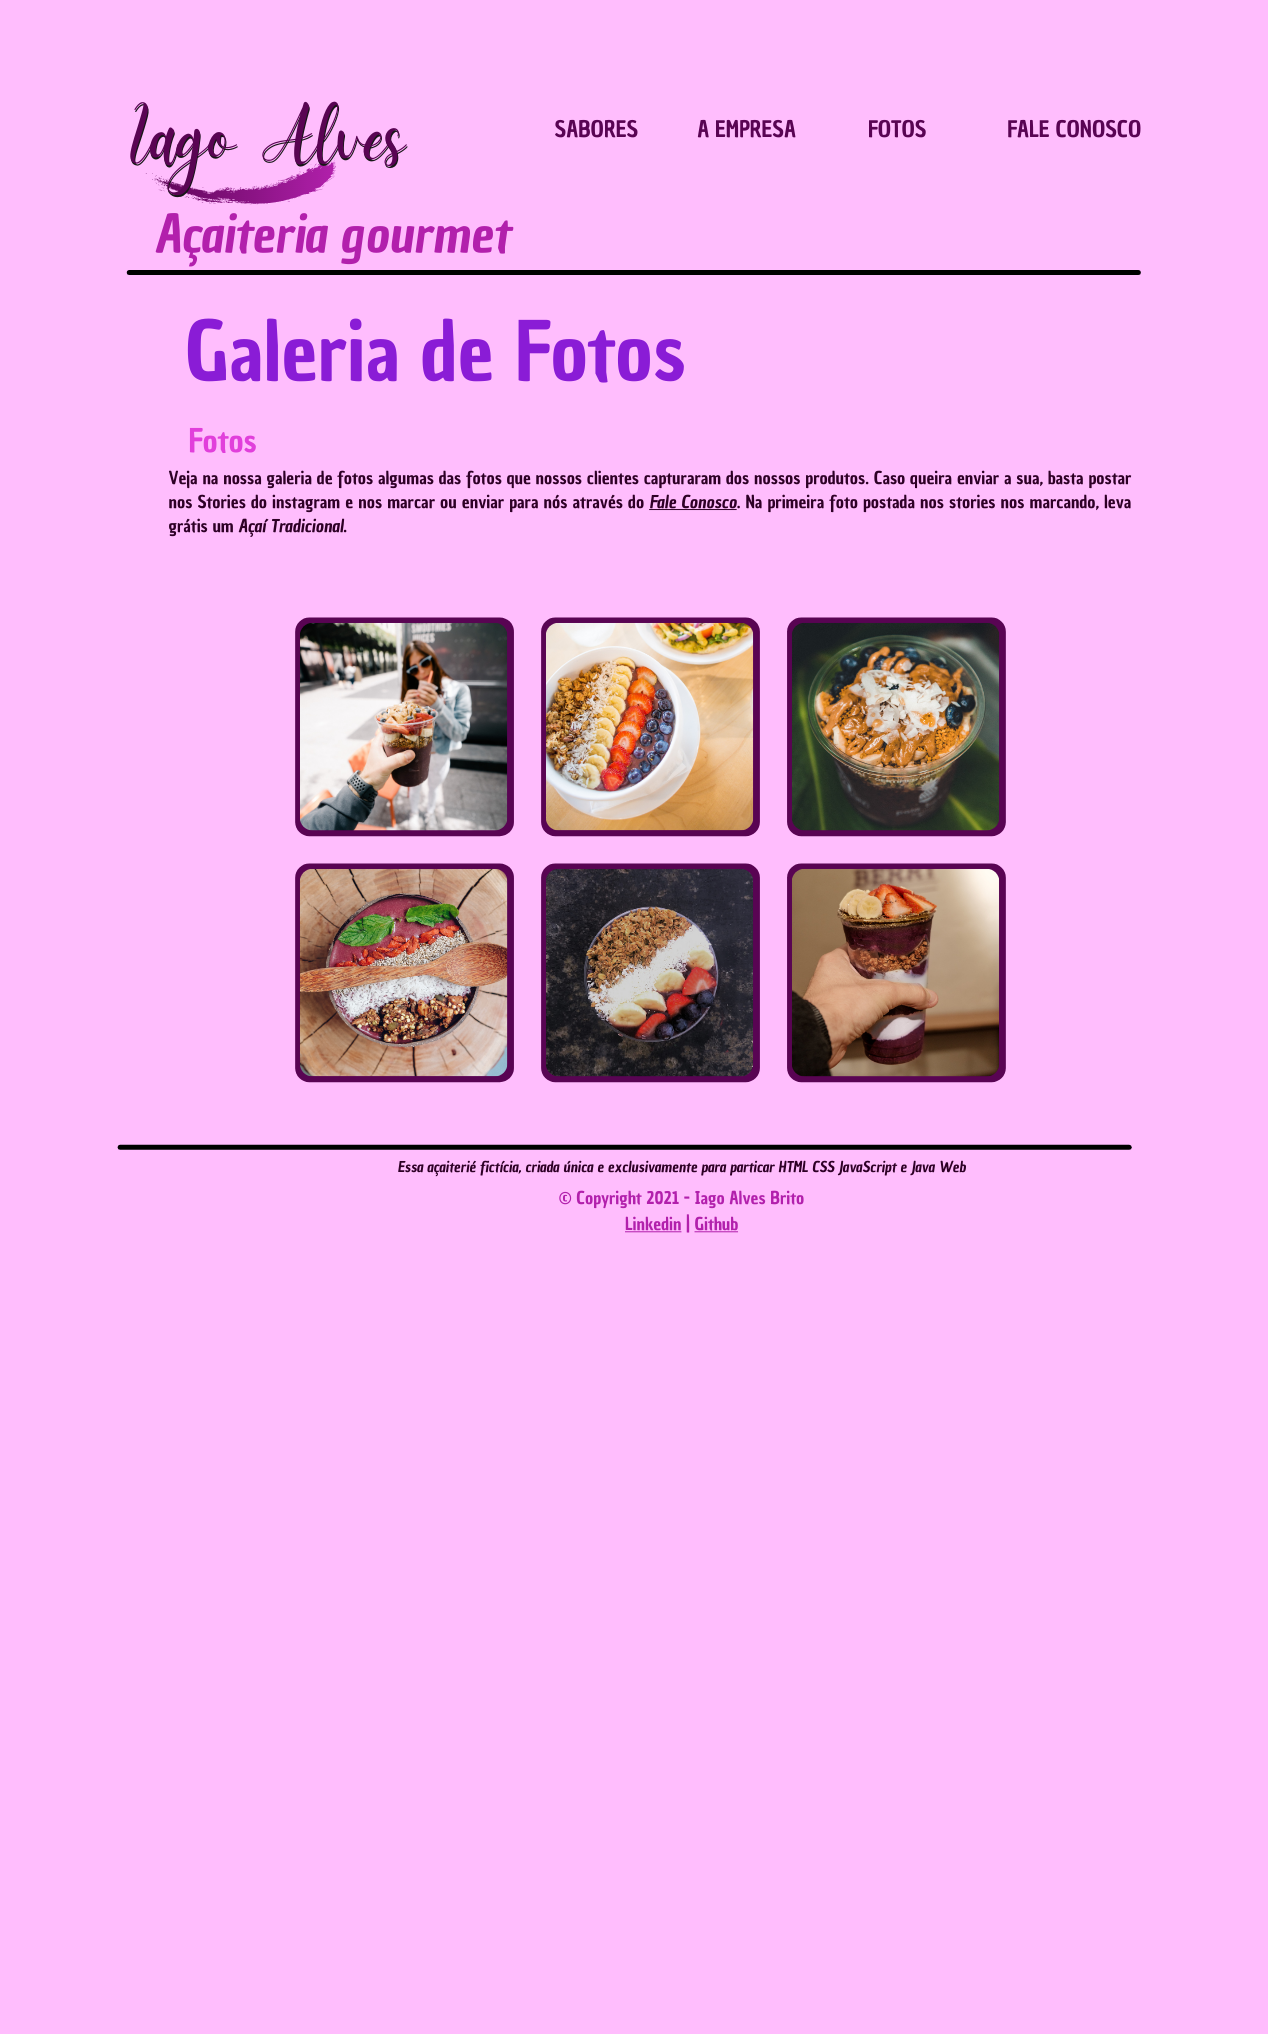 Iago Alves
SABORES A EMPRESA FOTOS FALE CONOSCO
Açaiteria gourmet
Galeria de Fotos
Fotos
Veja na nossa galeria de fotos algumas das fotos que nossos clientes capturaram dos nossos produtos. Caso queira enviar a sua, basta postar
nos Stories do instagram e nos marcar ou enviar para nós através do Fale Conosco. Na primeira foto postada nos stories nos marcando, leva
grátis um Açaí Tradicional.
BERRY
Essa açaiterié fictícia, criada única e exclusivamente para particar HTML CSS JavaScript e Java Web
© Copyright 2021 - Iago Alves Brito
Linkedin | Github